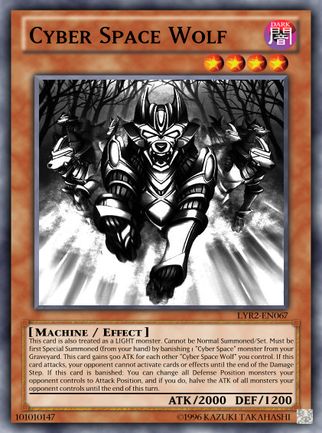 CYBER SPACE WOLF
DARK
闇
LYR2-EN067
[ MACHINE / EFFECT ]
This card is also treated as a LIGHT monster. Cannot be Normal Summoned/Set. Must be
first Special Summoned (from your hand) by banishing 1 "Cyber Space" monster from your
Graveyard. This card gains 900 ATK for each other "Cyber Space Wolf" you control. If this
card attacks, your opponent cannot activate cards or effects until the end of the Damage
Step. If this card is banished: You can change all Defense Position monsters your
opponent controls to Attack Position, and if you do, halve the ATK of all monsters your
opponent controls until the end of this turn.
ATK/2000 DEF/1200
101010147
©1996 KAZUKI TAKAHASHI